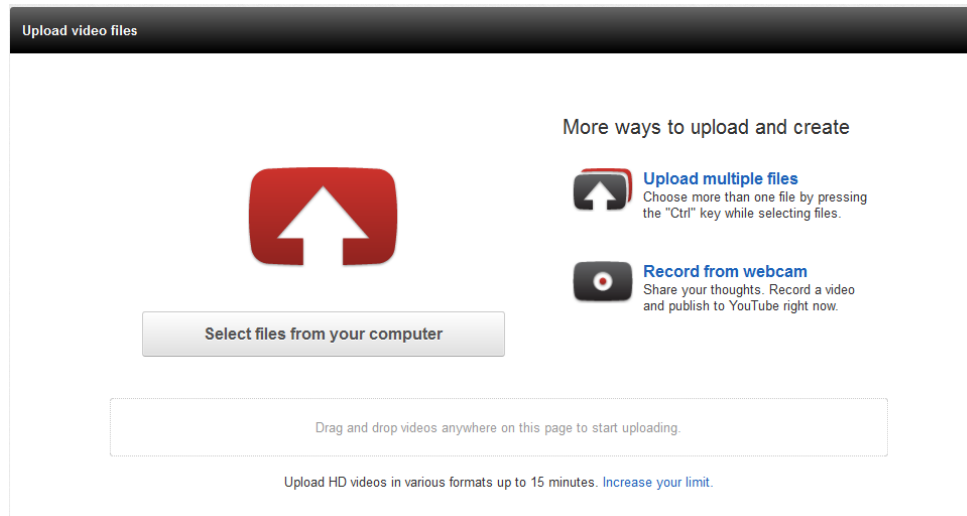 Upload video files
More ways to upload and create
Upload multiple files
Choose more than one file by pressing
the "Ctrl" key while selecting files.
Record from webcam
Share your thoughts. Record a video
and publish to YouTube right now.
Select files from your computer
Drag and drop videos anywhere on this page to start uploading.
Upload HD videos in various formats up to 15 minutes. Increase your limit.